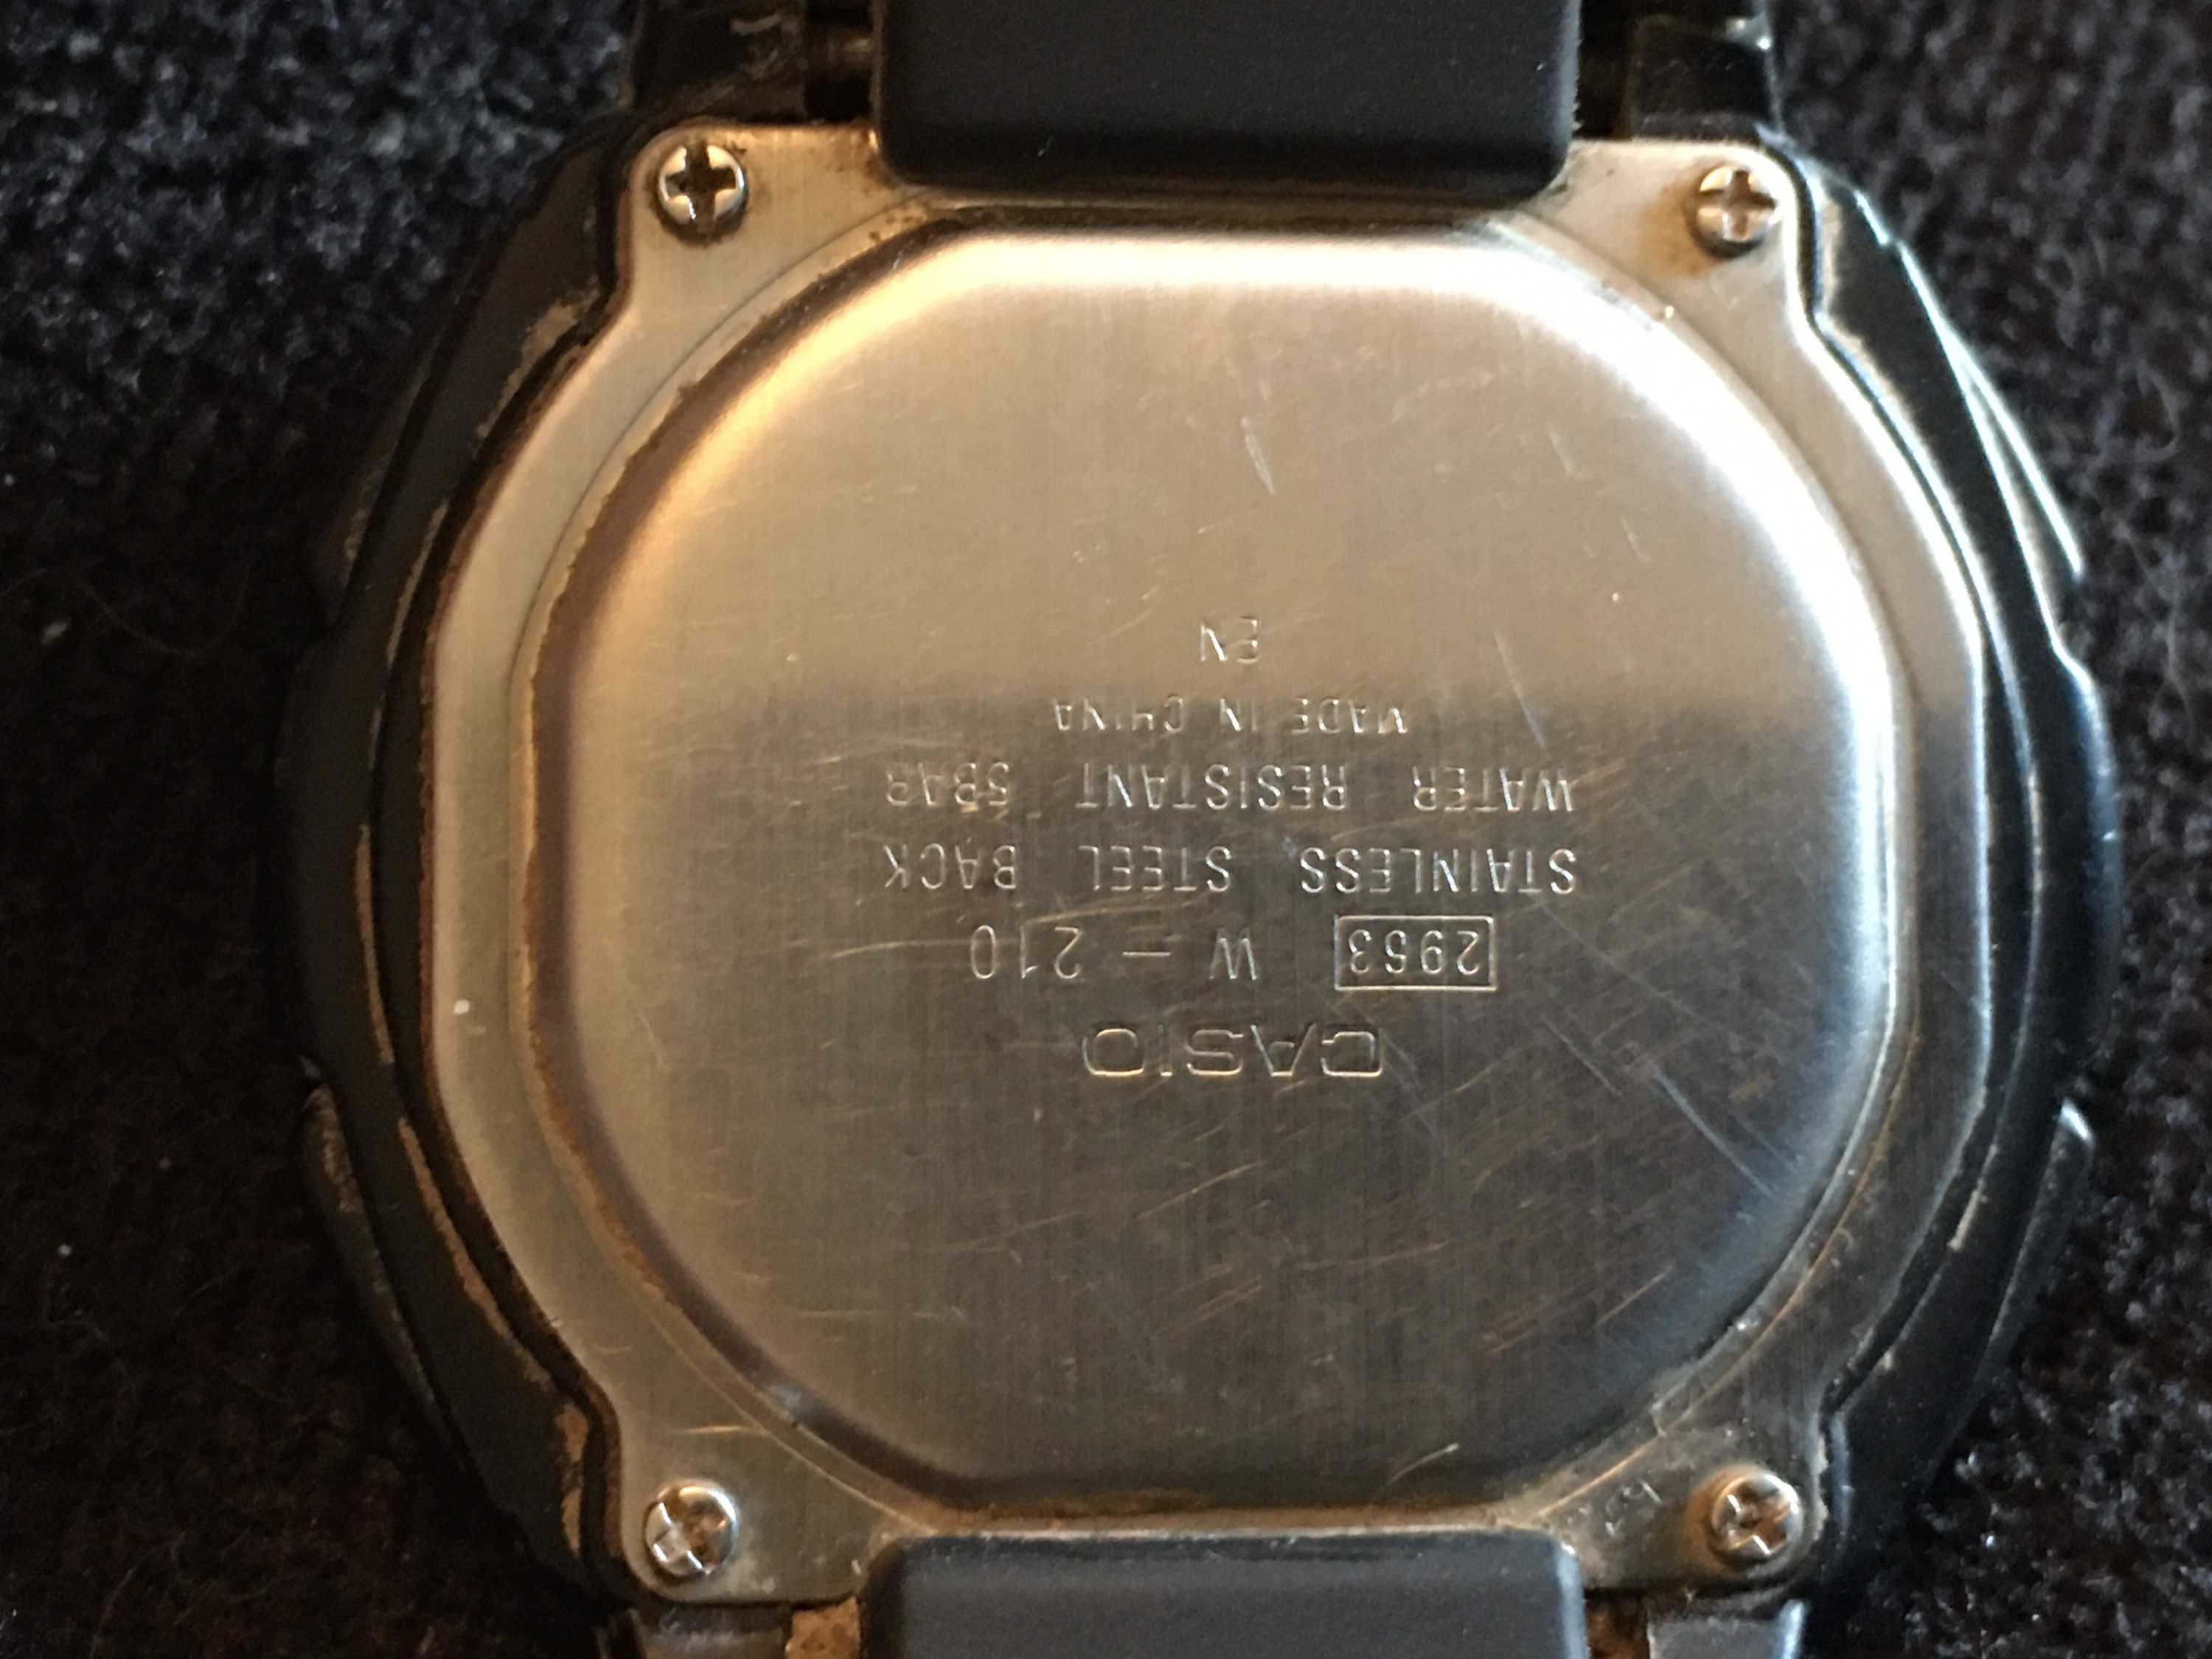 CASIO
2963 W-210
STAINLESS STEEL BACK
WATER RESISTANT 5BAR
MADE IN CHINA
EN